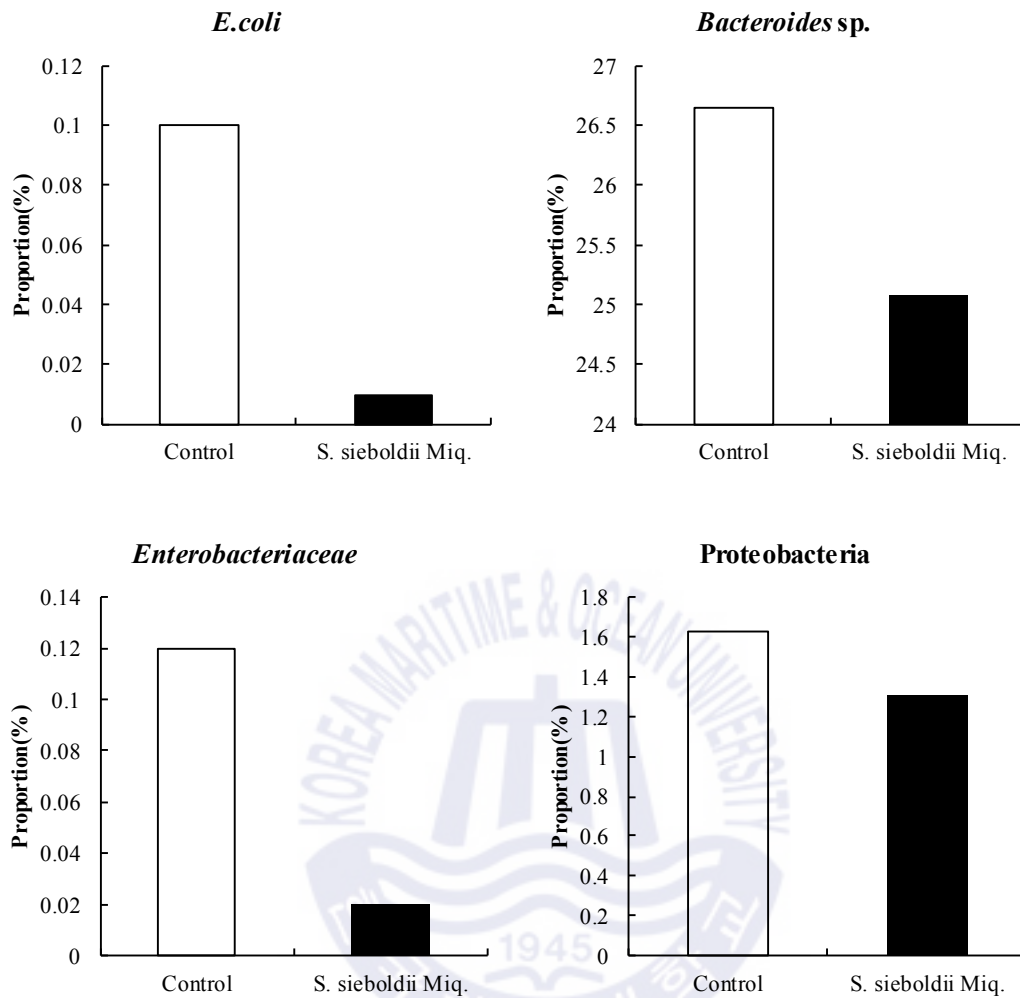 E.coli
Proportion(%)
0.12
0.1
0.08
0.06
0.04
0.02
0
Control
S. sieboldii Miq.
Bacteroides sp.
Proportion(%)
27
26.5
26
25.5
25
24.5
24
Control
S. sieboldii Miq.
Enterobacteriaceae
Proportion(%)
0.14
0.12
0.1
0.08
0.06
0.04
0.02
0
Control
S. sieboldii Miq.
Proteobacteria
Proportion(%)
1.8
1.6
1.4
1.2
1
0.8
0.6
0.4
0.2
0
Control
S. sieboldii Miq.
KOREA MARITIME & OCEAN UNIVERSITY
1945